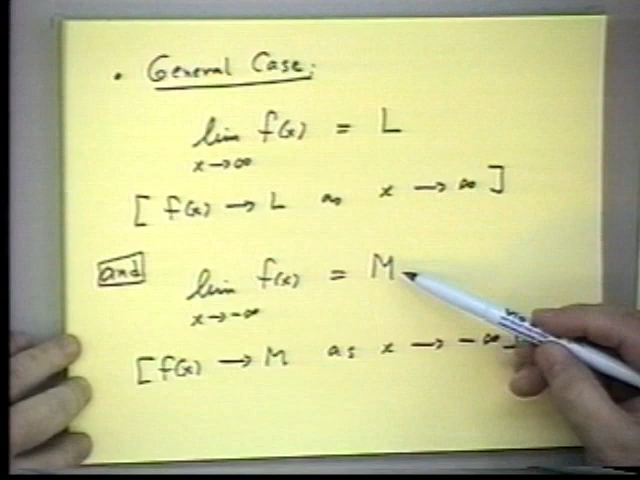 • General Case:
lim f(x) = L
x→∞
[ f(x) → L as x → ∞ ]
and lim f(x) = M
x→-∞
[ f(x) → M as x → -∞ ]